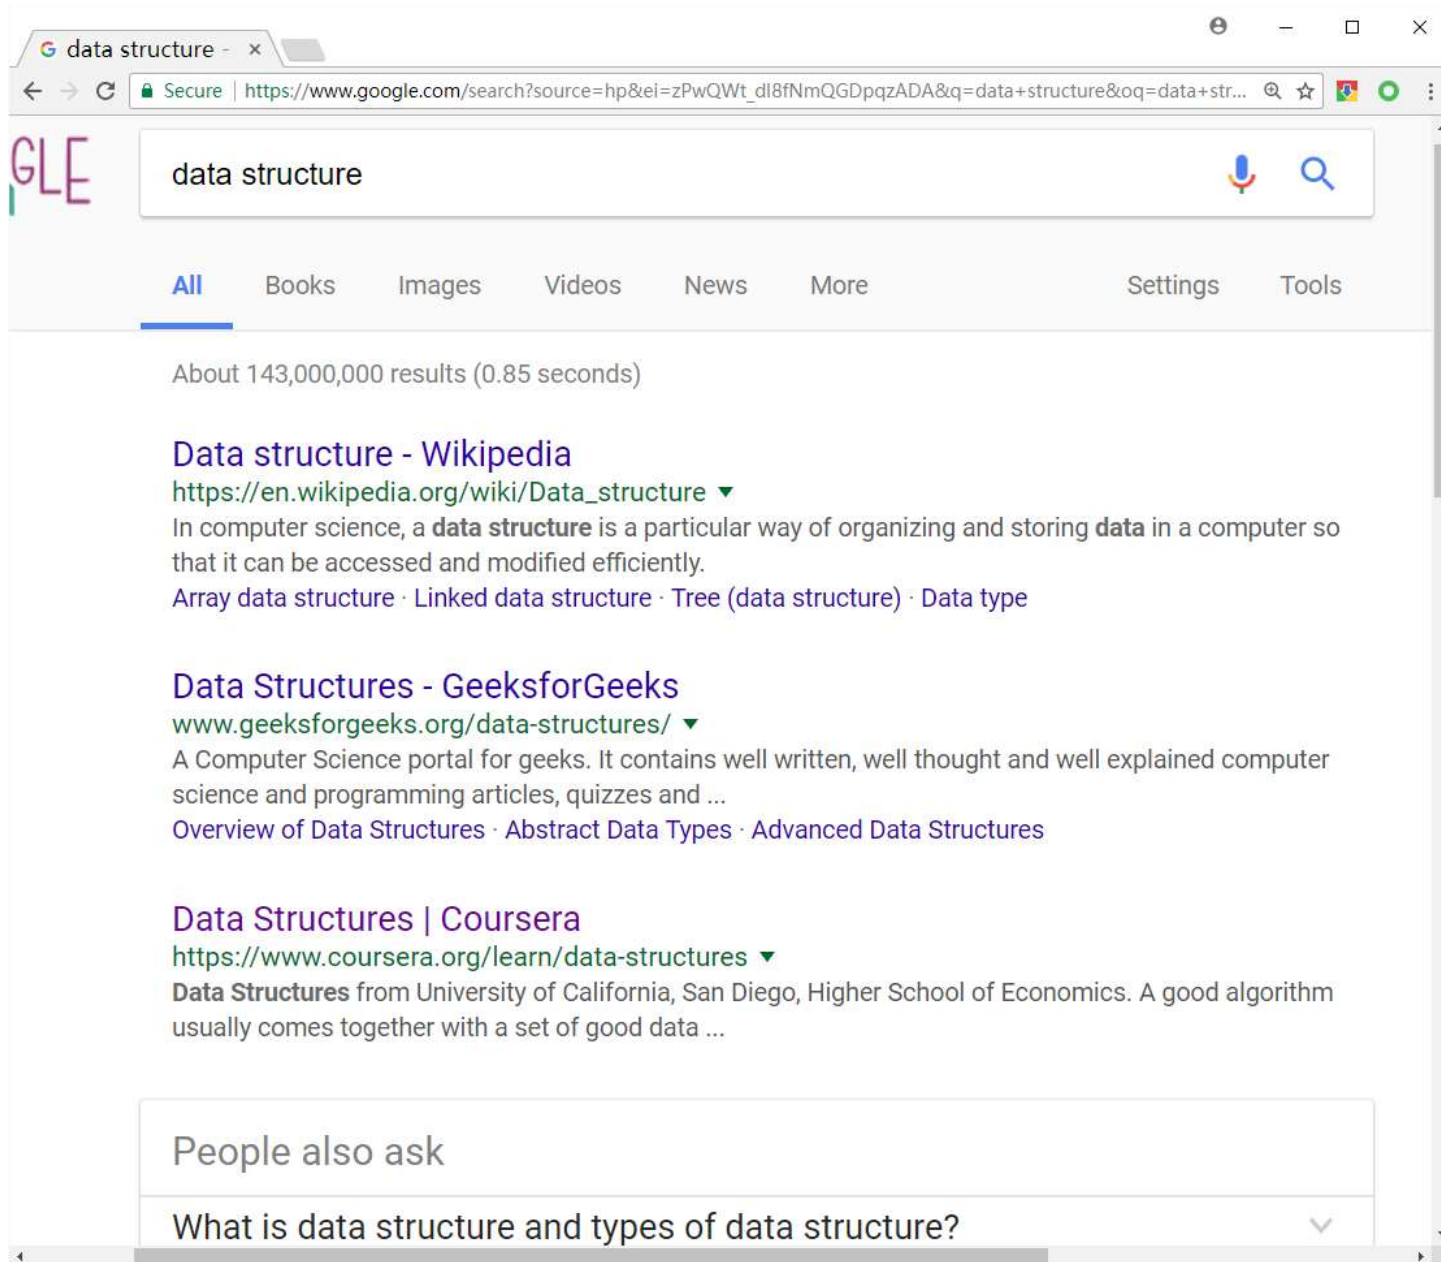 data structure -
Secure | https://www.google.com/search?source=hp&ei=zPwQWt_dI8fNmQGDpqzADA&q=data+structure&oq=data+str...
GLE
data structure
All Books Images Videos News More Settings Tools
About 143,000,000 results (0.85 seconds)
Data structure - Wikipedia
https://en.wikipedia.org/wiki/Data_structure
In computer science, a data structure is a particular way of organizing and storing data in a computer so
that it can be accessed and modified efficiently.
Array data structure · Linked data structure · Tree (data structure) · Data type
Data Structures - GeeksforGeeks
www.geeksforgeeks.org/data-structures/
A Computer Science portal for geeks. It contains well written, well thought and well explained computer
science and programming articles, quizzes and ...
Overview of Data Structures · Abstract Data Types · Advanced Data Structures
Data Structures | Coursera
https://www.coursera.org/learn/data-structures
Data Structures from University of California, San Diego, Higher School of Economics. A good algorithm
usually comes together with a set of good data ...
People also ask
What is data structure and types of data structure?